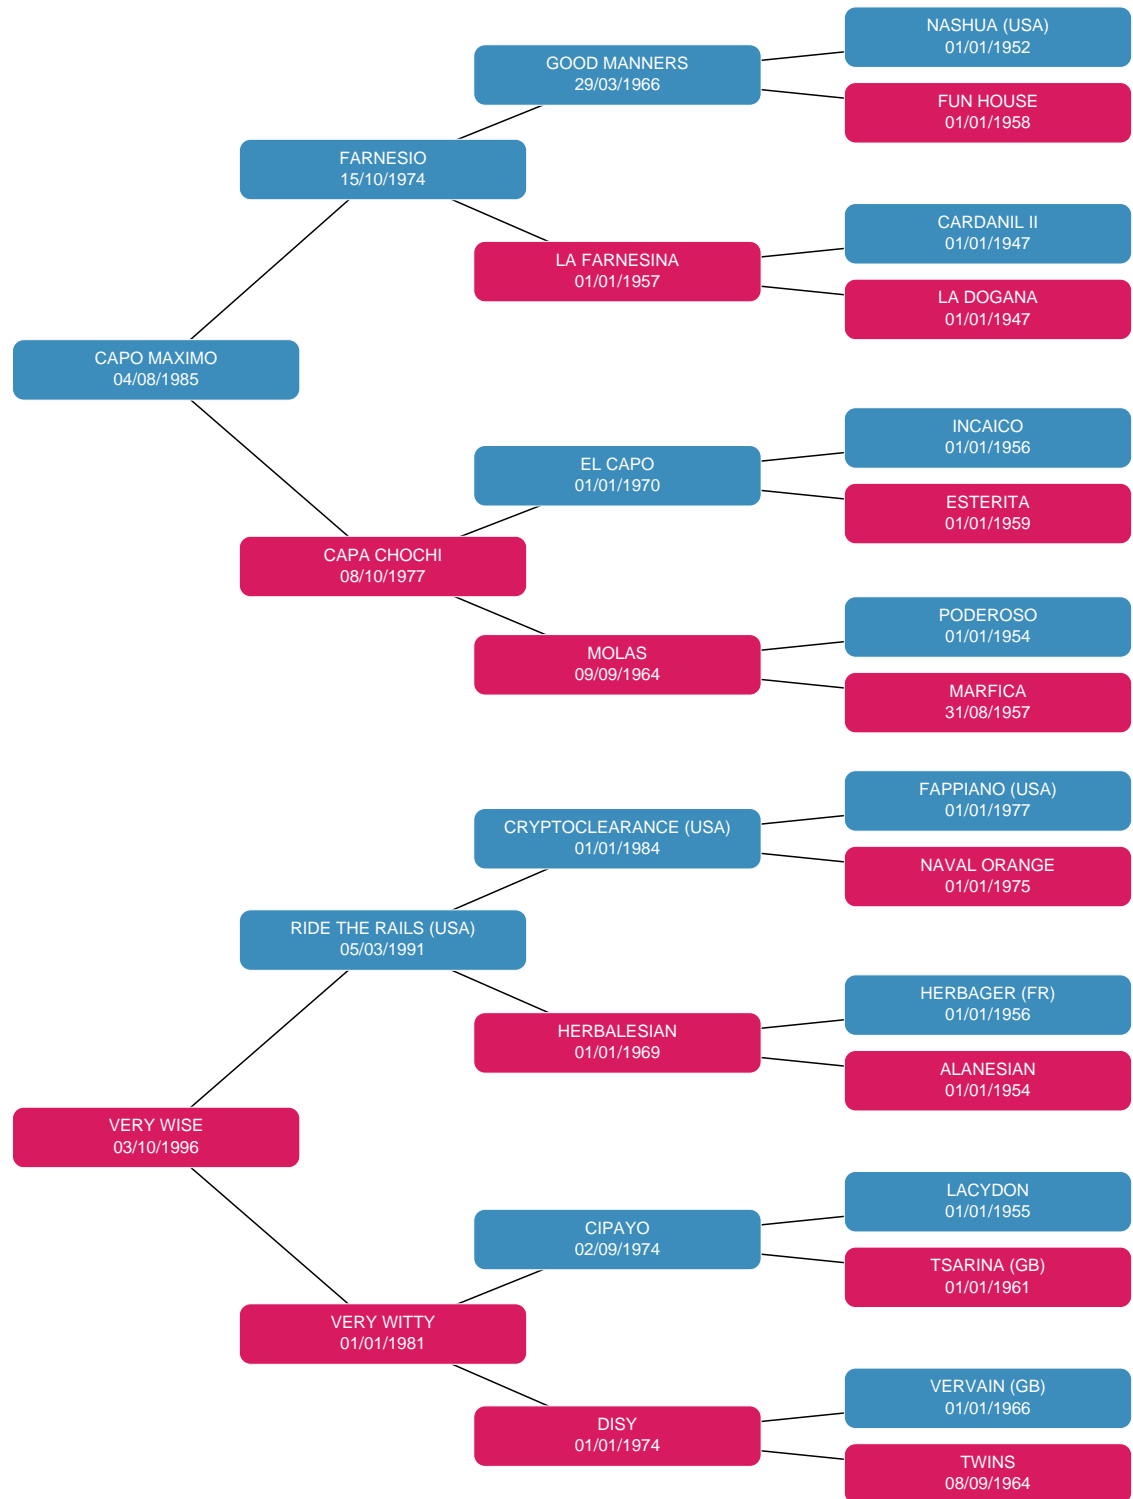 NASHUA (USA)
01/01/1952
GOOD MANNERS
29/03/1966
FUN HOUSE
01/01/1958
FARNESIO
15/10/1974
CARDANIL II
01/01/1947
LA FARNESINA
01/01/1957
LA DOGANA
01/01/1947
CAPO MAXIMO
04/08/1985
INCAICO
01/01/1956
EL CAPO
01/01/1970
ESTERITA
01/01/1959
CAPA CHOCHI
08/10/1977
PODEROSO
01/01/1954
MOLAS
09/09/1964
MARFICA
31/08/1957
FAPPIANO (USA)
01/01/1977
CRYPTOCLEARANCE (USA)
01/01/1984
NAVAL ORANGE
01/01/1975
RIDE THE RAILS (USA)
05/03/1991
HERBAGER (FR)
01/01/1956
HERBALESIAN
01/01/1969
ALANESIAN
01/01/1954
VERY WISE
03/10/1996
LACYDON
01/01/1955
CIPAYO
02/09/1974
TSARINA (GB)
01/01/1961
VERY WITTY
01/01/1981
VERVAIN (GB)
01/01/1966
DISY
01/01/1974
TWINS
08/09/1964